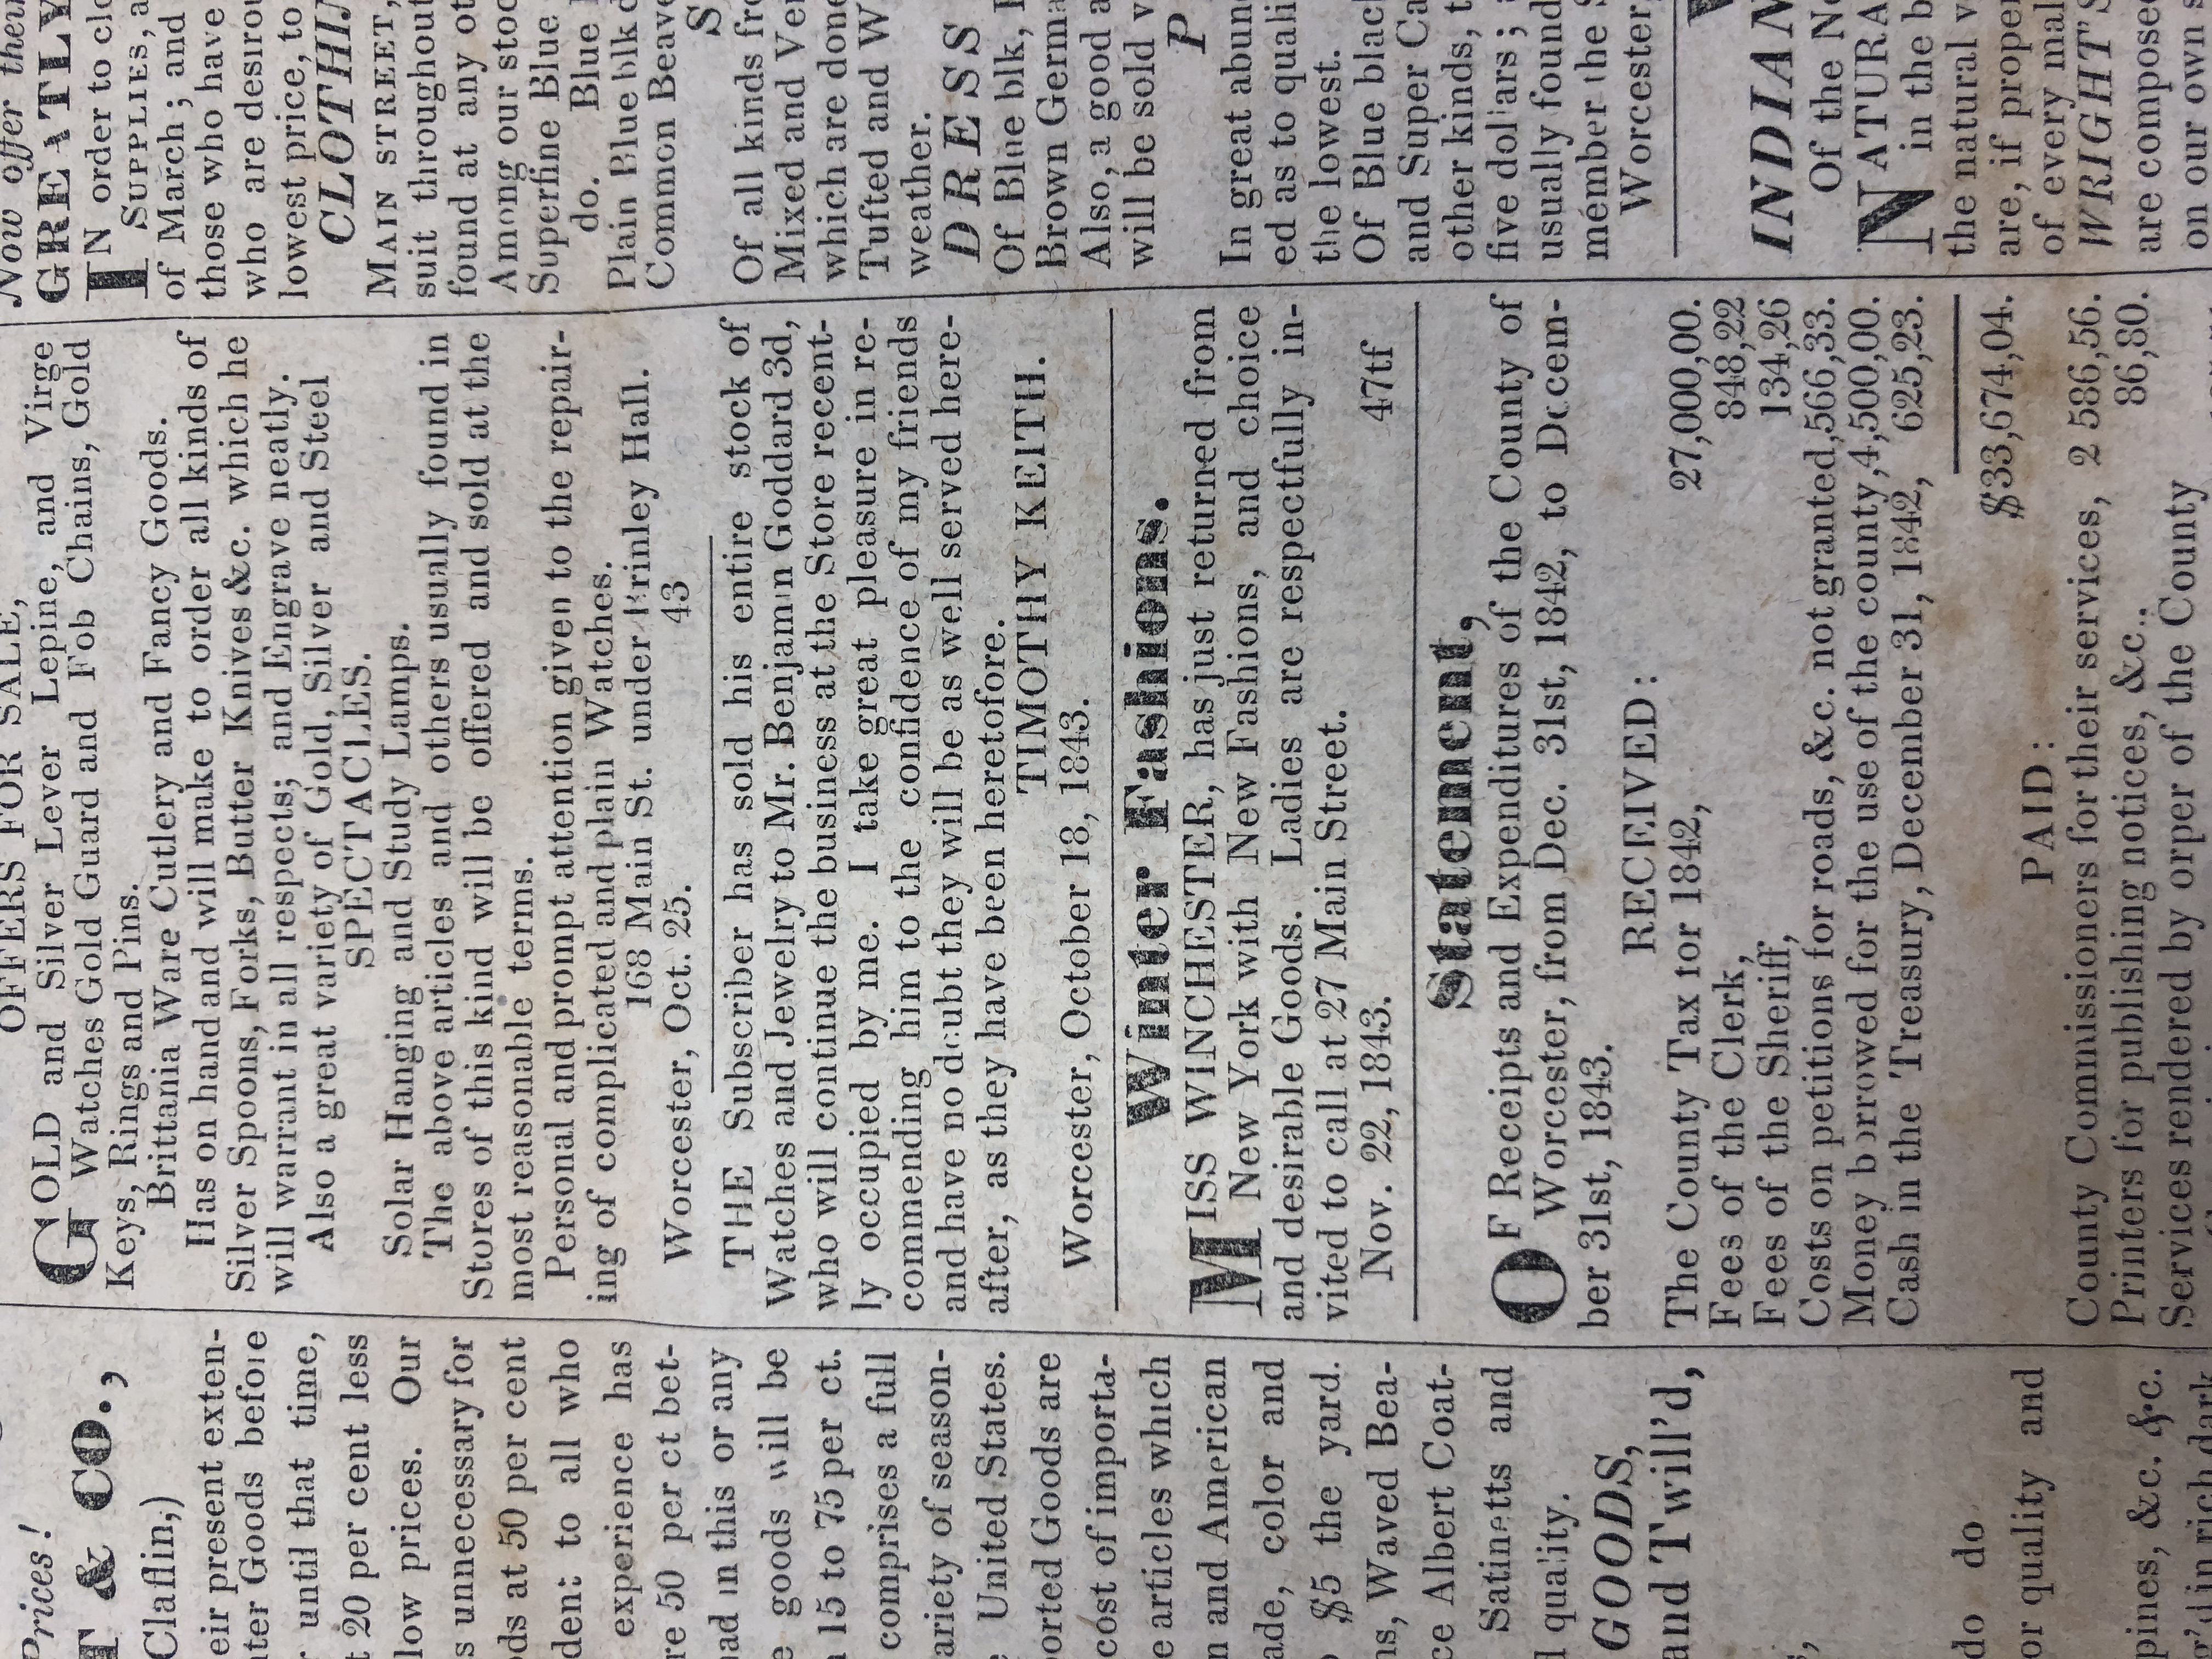 Prices !
T & CO.,
Claflin,)
eir present exten-
nter Goods before
r until that time,
t 20 per cent less
low prices. Our
s unnecessary for
ods at 50 per cent
dent to all who
experience has
re 50 per ct bet-
had in this or any
e goods will be
15 to 75 per ct.
comprises a full
ariety of season-
e United States.
ported Goods are
cost of importa-
e articles which
n and American
ade, color and
$5 the yard.
ns, Waved Bea-
ce Albert Coat-
Satinetts and
d quality.
GOODS,
and Twill'd,
do do
or quality and
pines, &c. &c.
g'd in rich dark
OFFERS FOR SALE,
GOLD and Silver Lever Lepine, and Virge
Watches Gold Guard and Fob Chains, Gold
Keys, Rings and Pins.
Brittania Ware Cutlery and Fancy Goods.
Has on hand and will make to order all kinds of
Silver Spoons, Forks, Butter Knives &c. which he
will warrant in all respects; and Engrave neatly.
Also a great variety of Gold, Silver and Steel
SPECTACLES.
Solar Hanging and Study Lamps.
The above articles and others usually found in
Stores of this kind will be offered and sold at the
most reasonable terms.
Personal and prompt attention given to the repair-
ing of complicated and plain Watches.
168 Main St. under Brinley Hall.
Worcester, Oct. 25. 43
THE Subscriber has sold his entire stock of
Watches and Jewelry to Mr. Benjamin Goddard 3d,
who will continue the business at the Store recent-
ly occupied by me. I take great pleasure in re-
commending him to the confidence of my friends
and have no doubt they will be as well served here-
after, as they have been heretofore.
TIMOTHY KEITH.
Worcester, October 18, 1843.
Winter Fashions.
MISS WINCHESTER, has just returned from
New York with New Fashions, and choice
and desirable Goods. Ladies are respectfully in-
vited to call at 27 Main Street.
Nov. 22, 1843. 47tf
Statement,
OF Receipts and Expenditures of the County of
Worcester, from Dec. 31st, 1842, to Decem-
ber 31st, 1843.
RECEIVED:
The County Tax for 1842, 27,000,00.
Fees of the Clerk, 848,22
Fees of the Sheriff, 134,26
Costs on petitions for roads, &c. not granted,566,33.
Money borrowed for the use of the county,4,500,00.
Cash in the Treasury, December 31, 1842, 625,23.
$33,674,04.
PAID:
County Commissioners for their services, 2 586,56.
Printers for publishing notices, &c., 86,80.
Services rendered by orper of the County
Now offer their
GREATLY
IN order to clo
SUPPLIES, a
of March ; and
those who have
who are desirou
lowest price, to
CLOTHIN
MAIN STREET,
suit throughout
found at any ot
Among our stoc
Superfine Blue
do. Blue
Plain Blue blk d
Common Beave
S
Of all kinds fro
Mixed and Ver
which are done
Tufted and W
weather.
DRESS
Of Blue blk,
Brown Germa
Also, a good a
will be sold v
P
In great abun
ed as to quali
the lowest.
Of Blue blac
and Super Ca
other kinds, t
five dollars ;
usually found
member the S
Worcester,
INDIAN
Of the No
NATURA
in the b
the natural v
are, if proper
of every mal
WRIGHT'S
are compose
on our own s